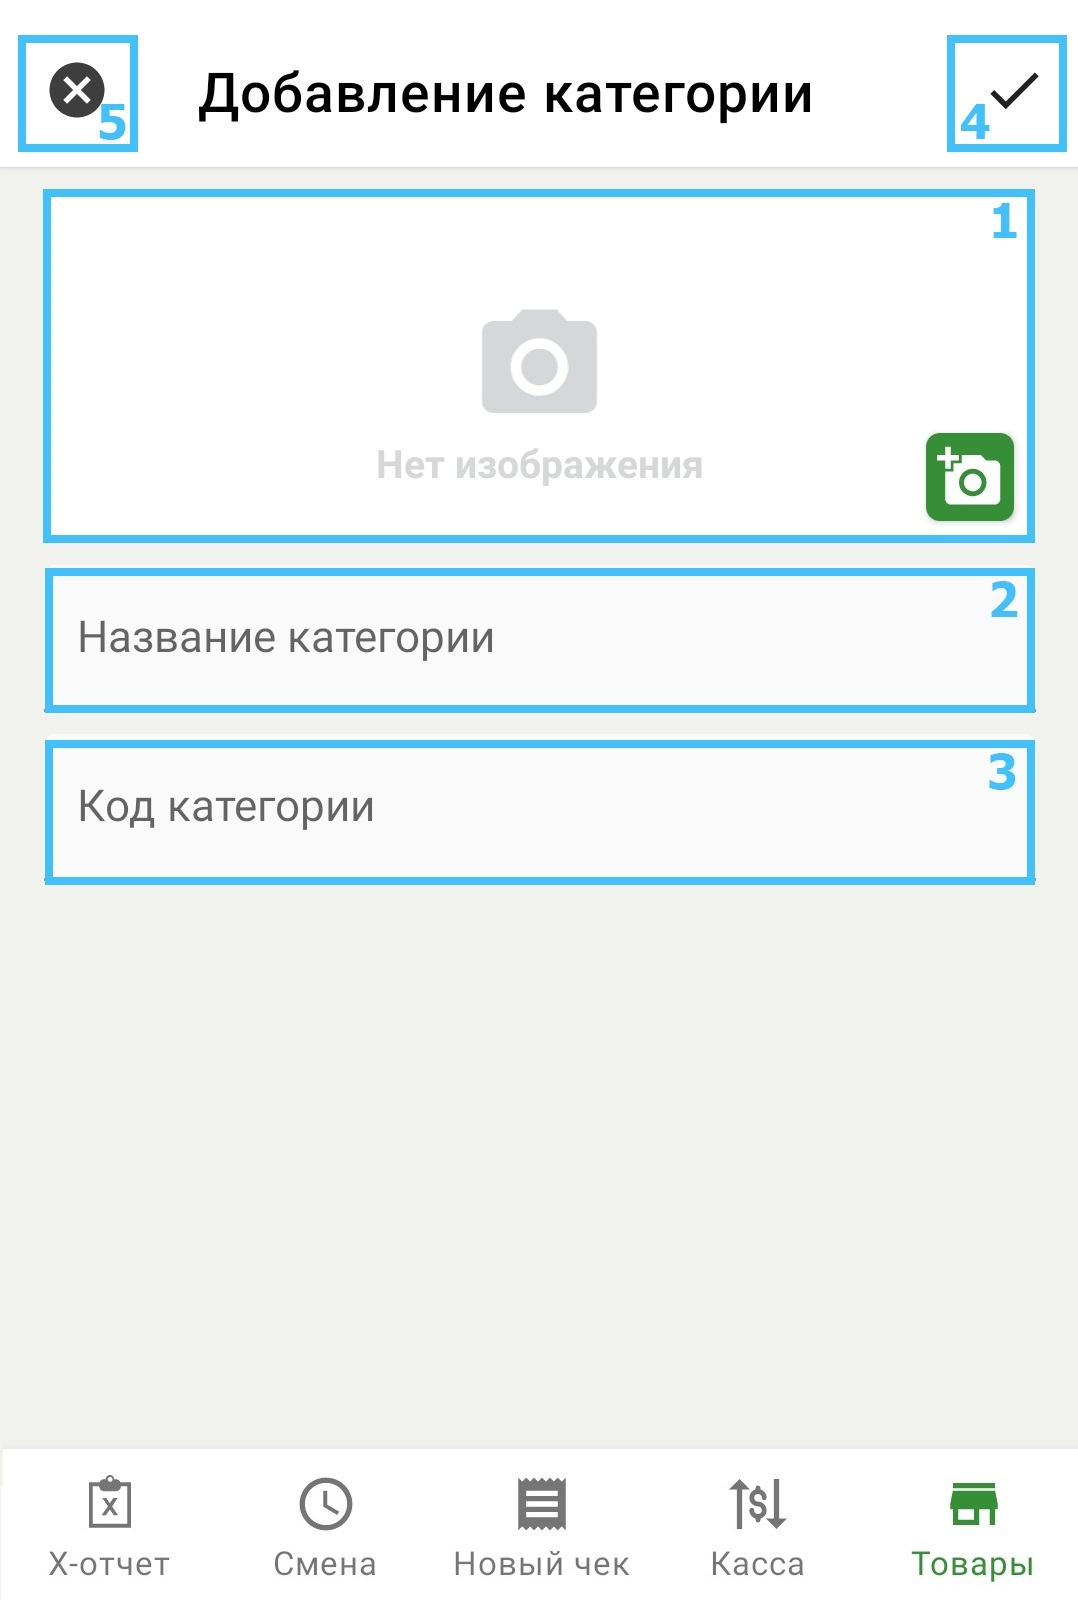 5
Добавление категории
4
1
Нет изображения
2
Название категории
3
Код категории
X
$
X-отчет
Смена
Новый чек
Касса
Товары